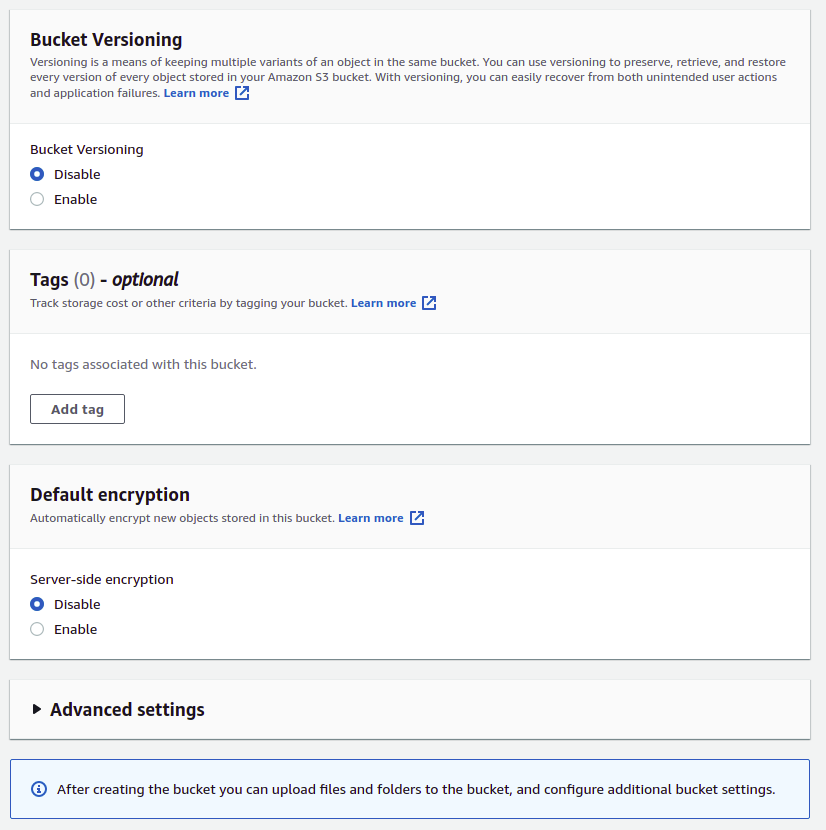 Bucket Versioning
Versioning is a means of keeping multiple variants of an object in the same bucket. You can use versioning to preserve, retrieve, and restore
every version of every object stored in your Amazon S3 bucket. With versioning, you can easily recover from both unintended user actions
and application failures. Learn more
Bucket Versioning
Disable
Enable
Tags (0) - optional
Track storage cost or other criteria by tagging your bucket. Learn more
No tags associated with this bucket.
Add tag
Default encryption
Automatically encrypt new objects stored in this bucket. Learn more
Server-side encryption
Disable
Enable
Advanced settings
After creating the bucket you can upload files and folders to the bucket, and configure additional bucket settings.